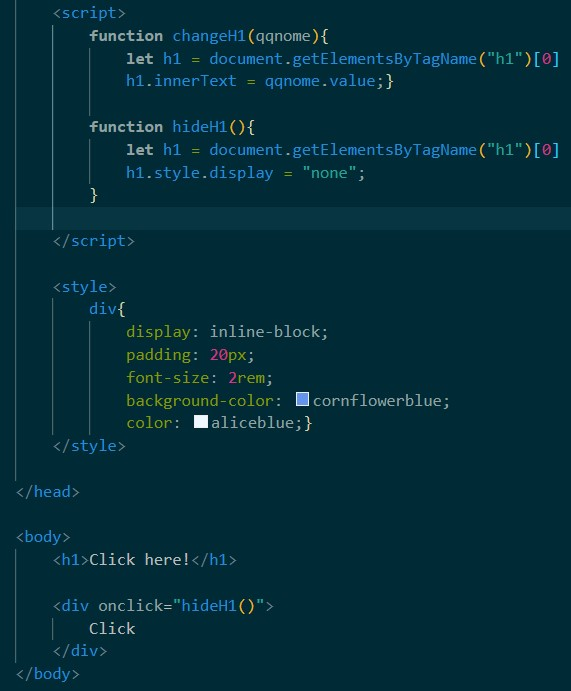 <script>
function changeH1(qqnome){
let h1 = document.getElementsByTagName("h1")[0]
h1.innerText = qqnome.value;}
function hideH1(){
let h1 = document.getElementsByTagName("h1")[0]
h1.style.display = "none";
}
</script>
<style>
div{
display: inline-block;
padding: 20px;
font-size: 2rem;
background-color: cornflowerblue;
color: aliceblue;}
</style>
</head>
<body>
<h1>Click here!</h1>
<div onclick="hideH1()">
Click
</div>
</body>